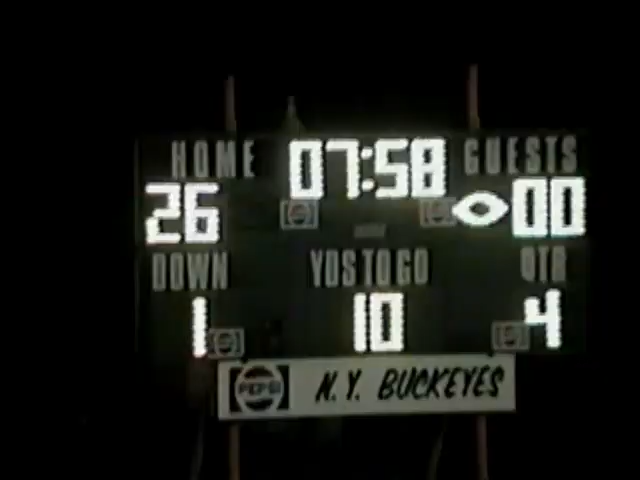 HOME 07:58 GUESTS
26 00
DOWN YDS TO GO QTR
1 10 4
PEPSI N.Y. BUCKEYES